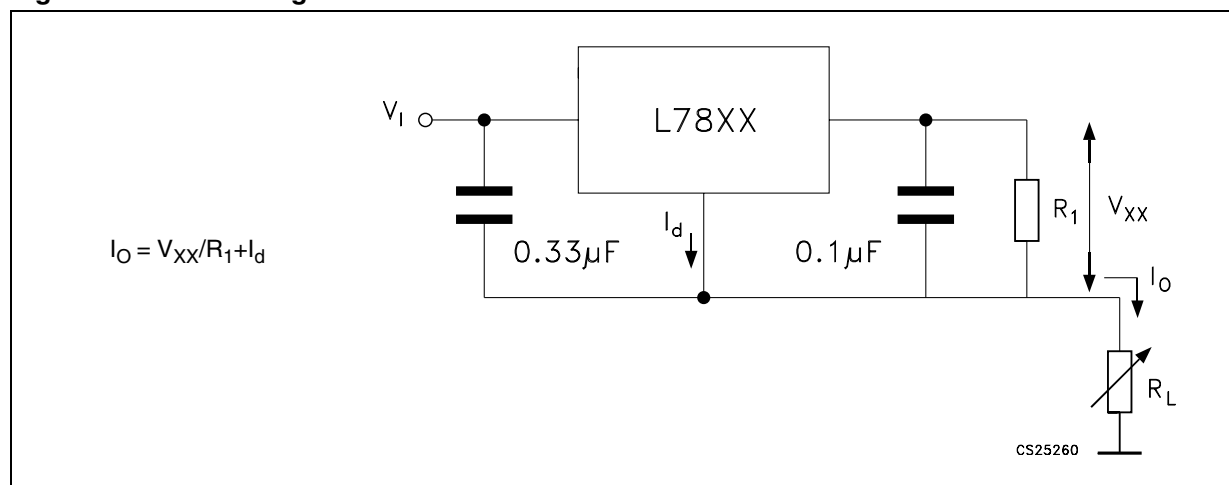 V_I
L78XX
I_d
0.33µF
0.1µF
R_1
V_XX
I_O = V_XX/R_1+I_d
I_O
R_L
CS25260